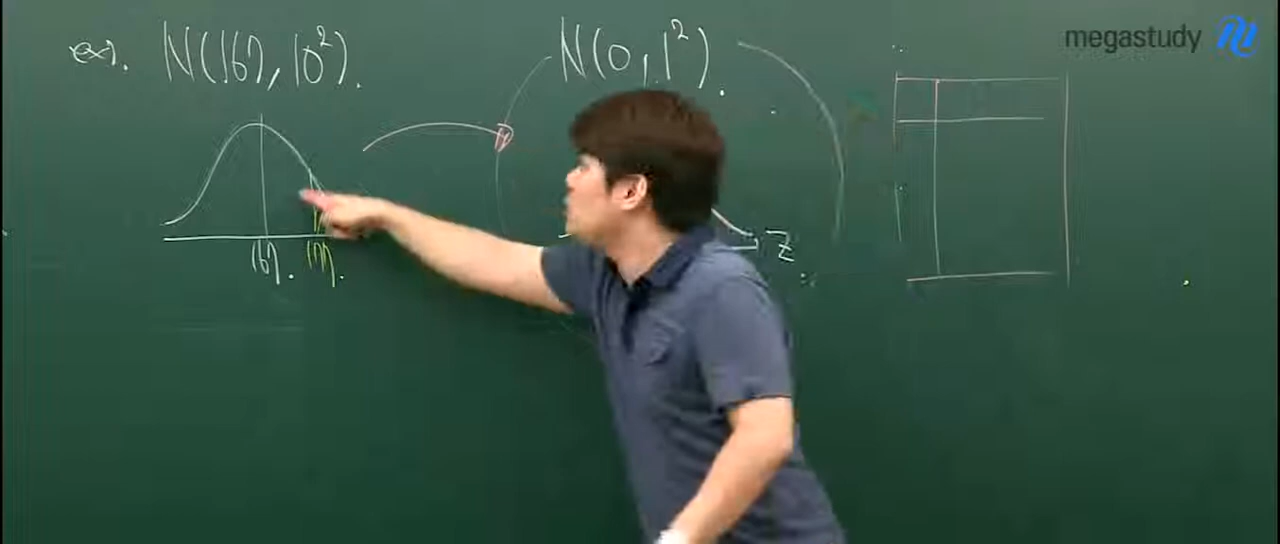 megastudy
ex). N(167, 10²).
N(0, 1²).
167.
177.
Z